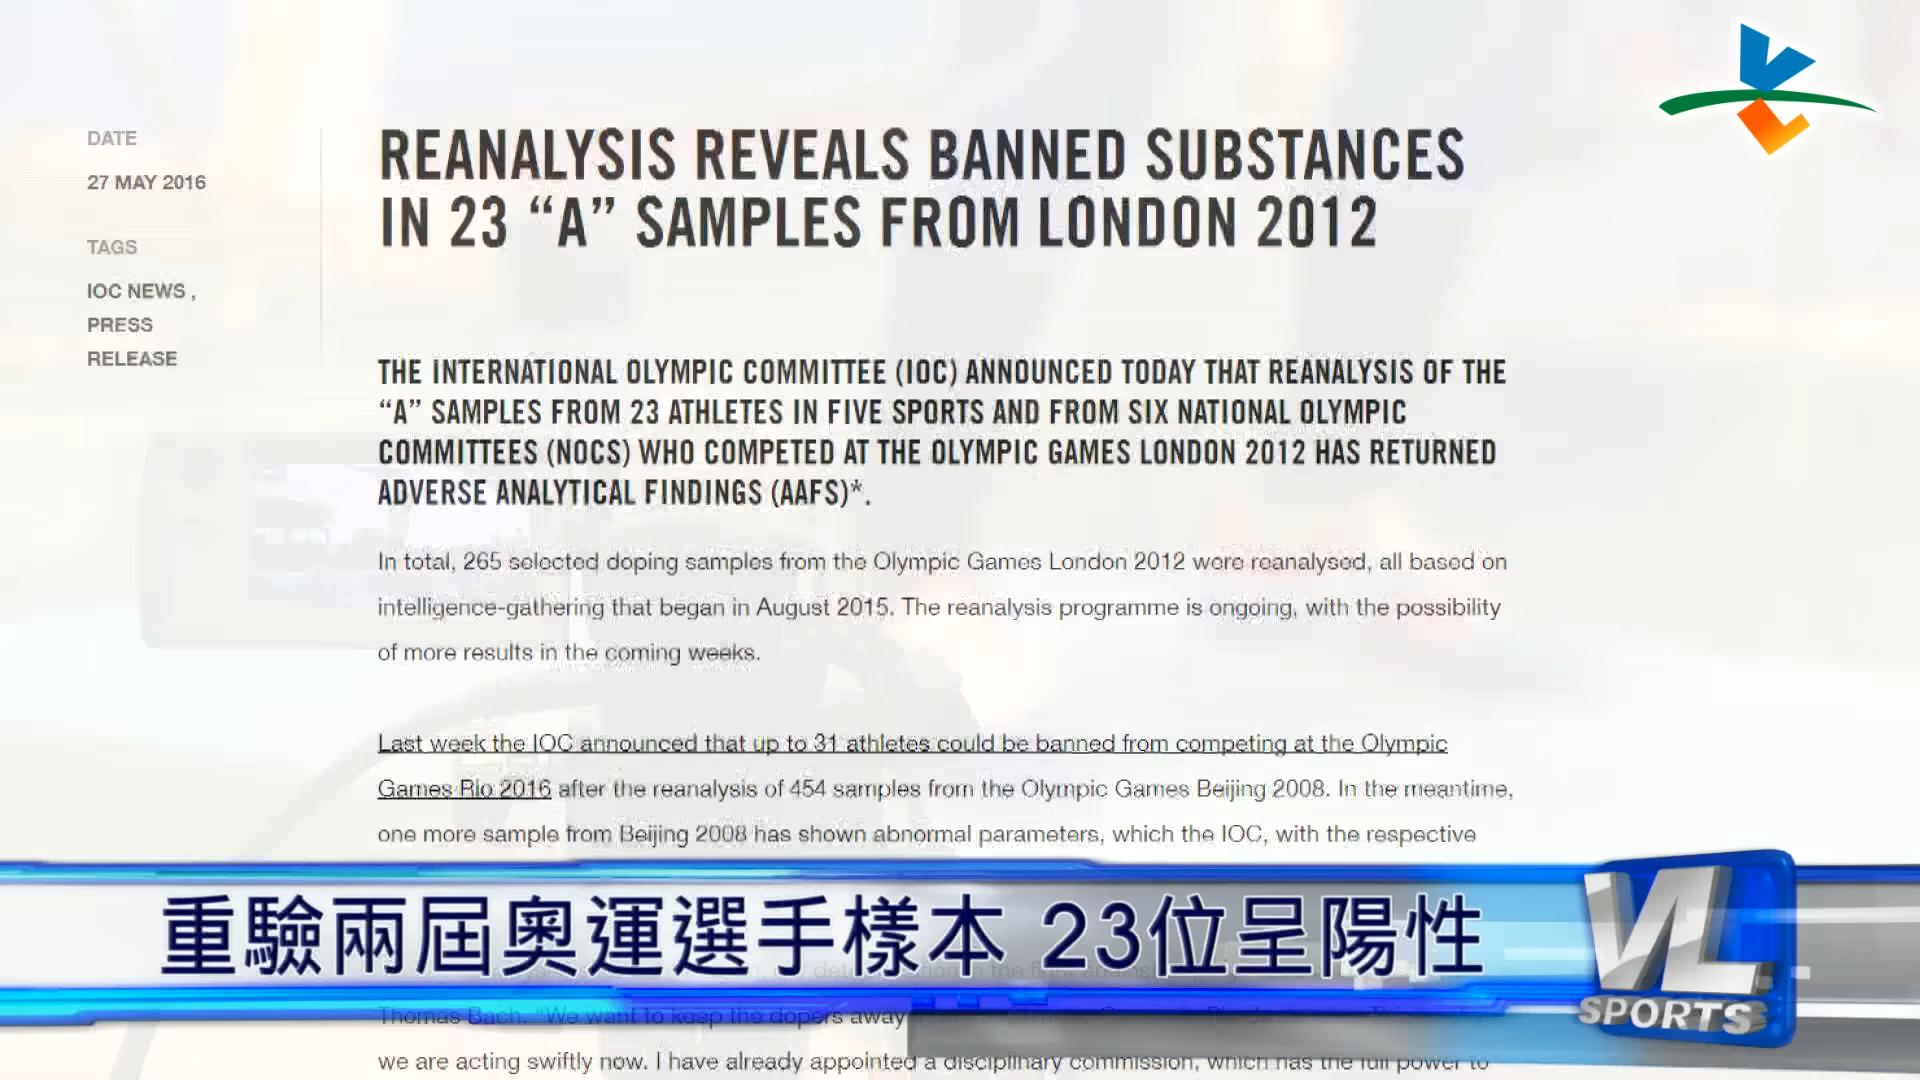 DATE
27 MAY 2016
TAGS
IOC NEWS ,
PRESS
RELEASE
REANALYSIS REVEALS BANNED SUBSTANCES
IN 23 “A” SAMPLES FROM LONDON 2012
THE INTERNATIONAL OLYMPIC COMMITTEE (IOC) ANNOUNCED TODAY THAT REANALYSIS OF THE
“A” SAMPLES FROM 23 ATHLETES IN FIVE SPORTS AND FROM SIX NATIONAL OLYMPIC
COMMITTEES (NOCS) WHO COMPETED AT THE OLYMPIC GAMES LONDON 2012 HAS RETURNED
ADVERSE ANALYTICAL FINDINGS (AAFS)*.
In total, 265 selected doping samples from the Olympic Games London 2012 were reanalysed, all based on
intelligence-gathering that began in August 2015. The reanalysis programme is ongoing, with the possibility
of more results in the coming weeks.
Last week the IOC announced that up to 31 athletes could be banned from competing at the Olympic
Games Rio 2016 after the reanalysis of 454 samples from the Olympic Games Beijing 2008. In the meantime,
one more sample from Beijing 2008 has shown abnormal parameters, which the IOC, with the respective
重驗兩屆奧運選手樣本 23位呈陽性
VL
SPORTS
Thomas Bach. “We want to keep the dopers away
we are acting swiftly now. I have already appointed a disciplinary commission, which has the full power to